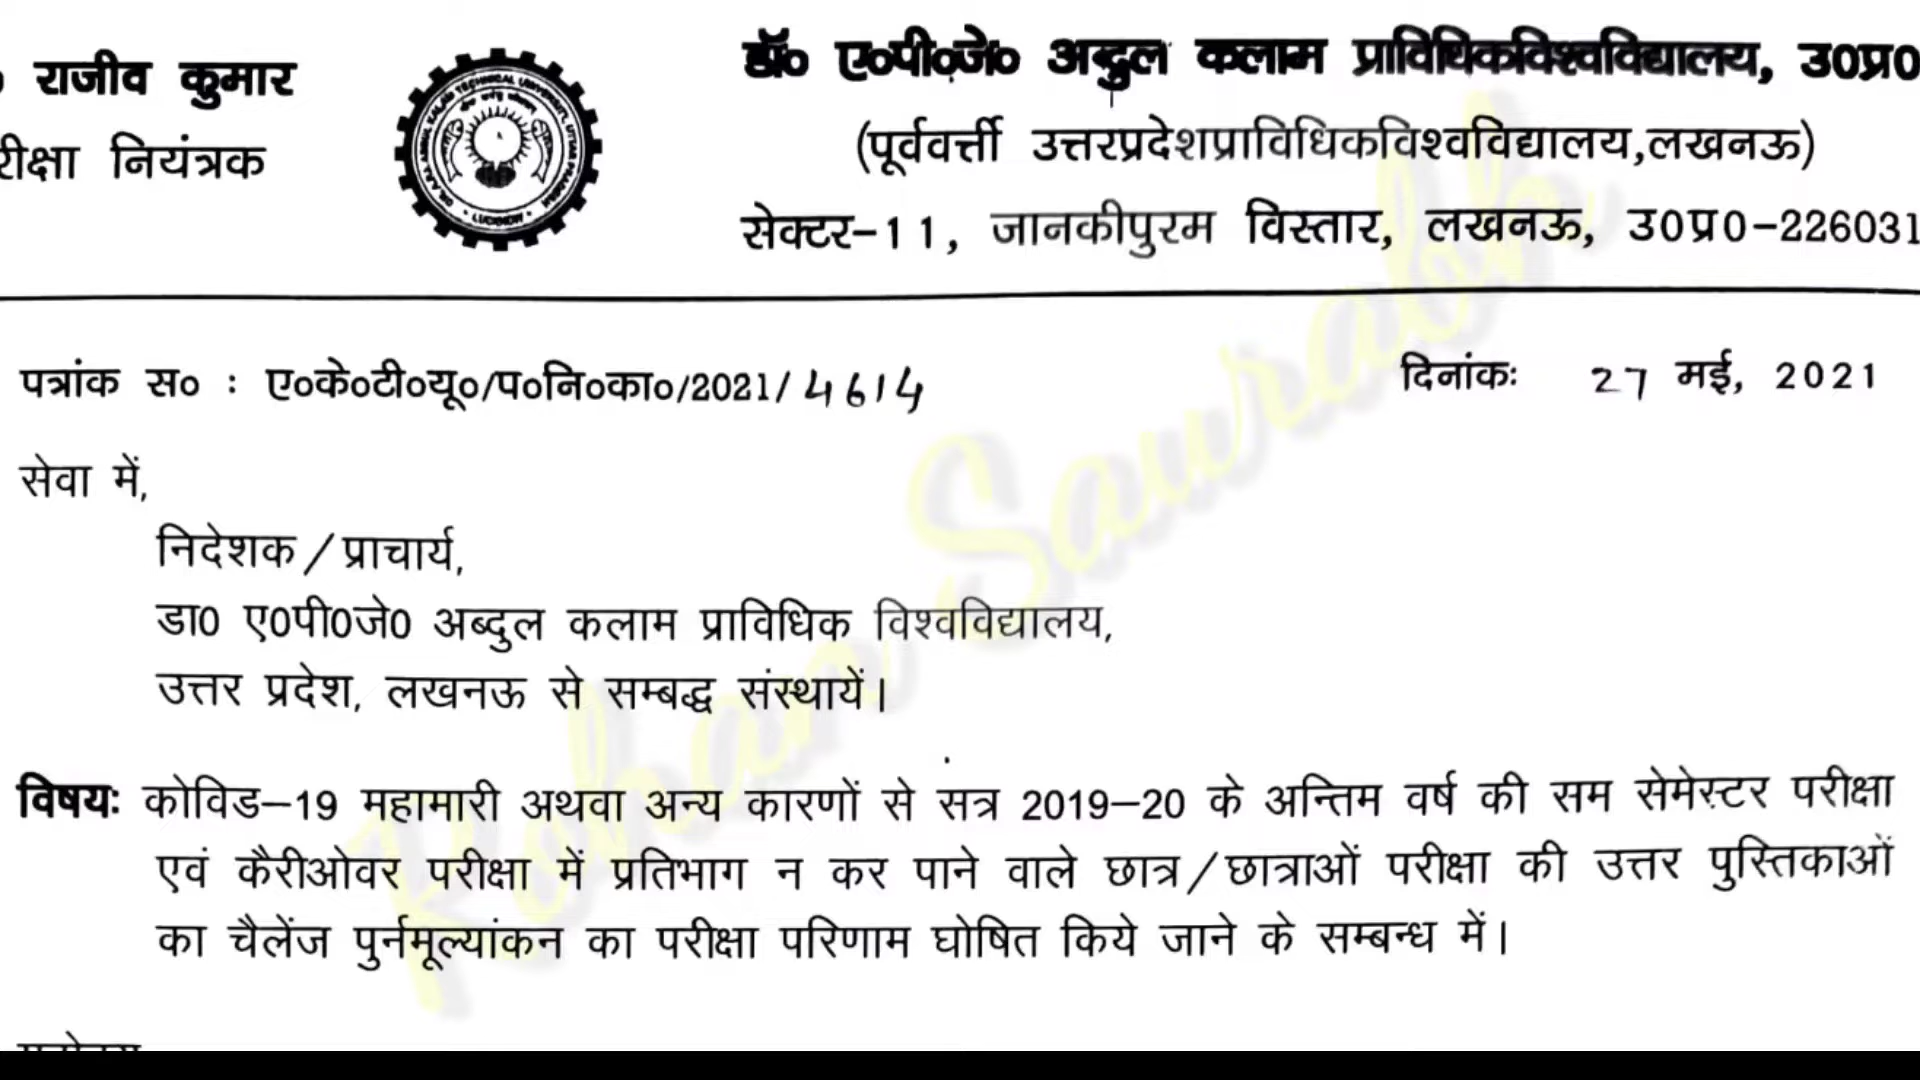 राजीव कुमार
रीक्षा नियंत्रक
डॉ० ए०पी०जे० अब्दुल कलाम प्राविधिकविश्वविद्यालय, उ0प्र0
(पूर्ववर्त्ती उत्तरप्रदेशप्राविधिकविश्वविद्यालय,लखनऊ)
सेक्टर-11, जानकीपुरम विस्तार, लखनऊ, उ0प्र0-226031
पत्रांक स० : ए०के०टी०यू०/प०नि०का०/2021/4614
दिनांकः 27 मई, 2021
सेवा में,
निदेशक/प्राचार्य,
डा0 ए0पी0जे0 अब्दुल कलाम प्राविधिक विश्वविद्यालय,
उत्तर प्रदेश, लखनऊ से सम्बद्ध संस्थायें।
विषयः कोविड-19 महामारी अथवा अन्य कारणों से सत्र 2019-20 के अन्तिम वर्ष की सम सेमेस्टर परीक्षा
एवं कैरीओवर परीक्षा में प्रतिभाग न कर पाने वाले छात्र/छात्राओं परीक्षा की उत्तर पुस्तिकाओं
का चैलेंज पुर्नमूल्यांकन का परीक्षा परिणाम घोषित किये जाने के सम्बन्ध में।
Rohan Saurabh